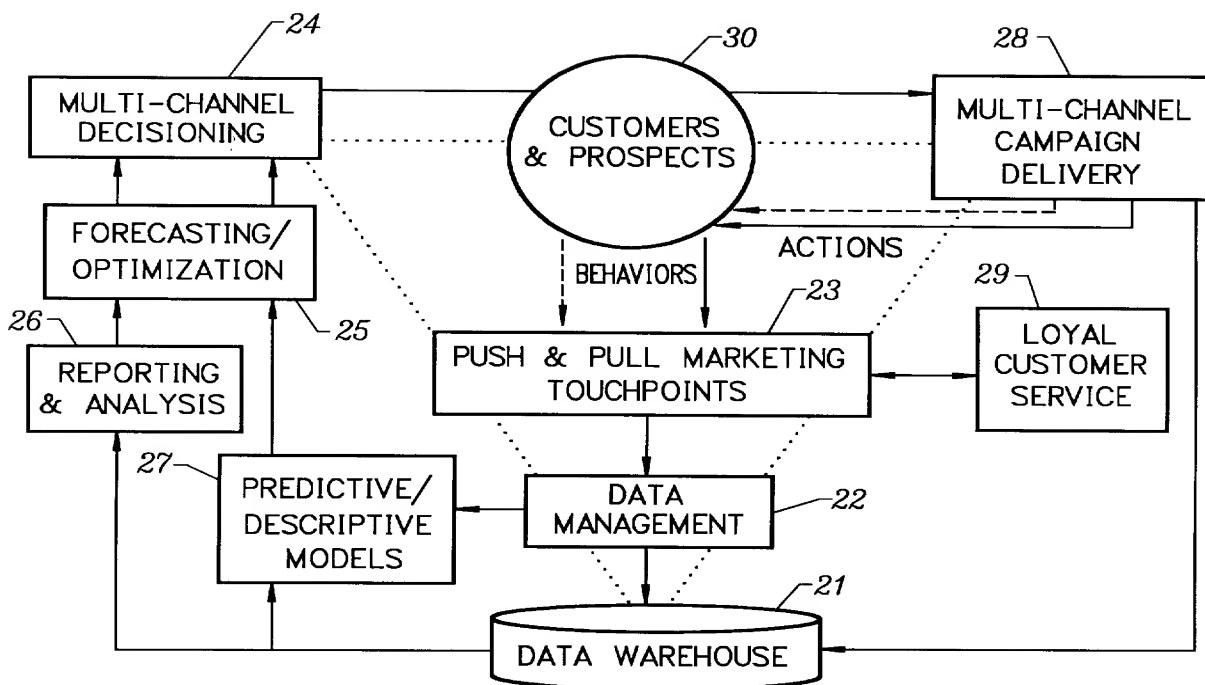 24
30
28
MULTI-CHANNEL
DECISIONING
CUSTOMERS
& PROSPECTS
MULTI-CHANNEL
CAMPAIGN
DELIVERY
FORECASTING/
OPTIMIZATION
25
ACTIONS
BEHAVIORS
23
29
26
REPORTING
& ANALYSIS
PUSH & PULL MARKETING
TOUCHPOINTS
LOYAL
CUSTOMER
SERVICE
27
PREDICTIVE/
DESCRIPTIVE
MODELS
DATA
MANAGEMENT
22
21
DATA WAREHOUSE